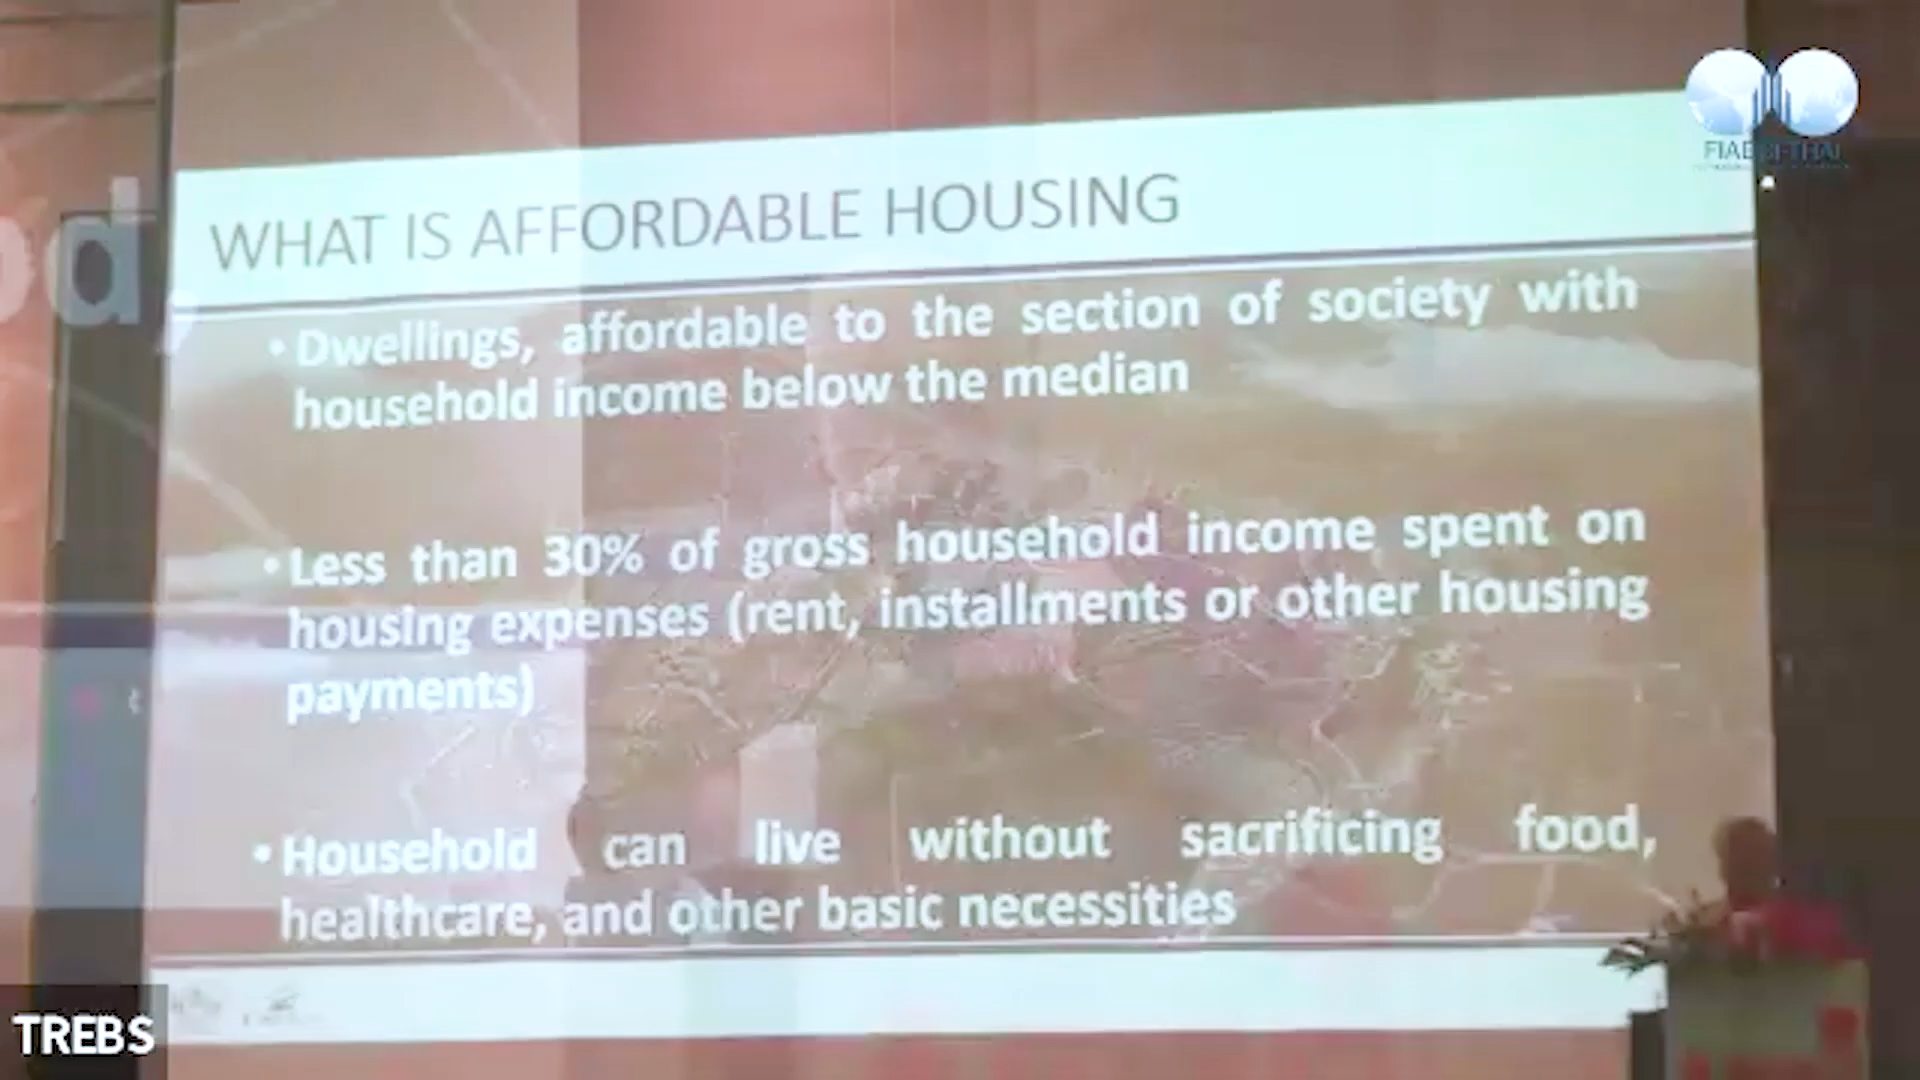 FIABCI-THAI
WHAT IS AFFORDABLE HOUSING
• Dwellings, affordable to the section of society with
household income below the median
• Less than 30% of gross household income spent on
housing expenses (rent, installments or other housing
payments)
• Household can live without sacrificing food,
healthcare, and other basic necessities
TREBS